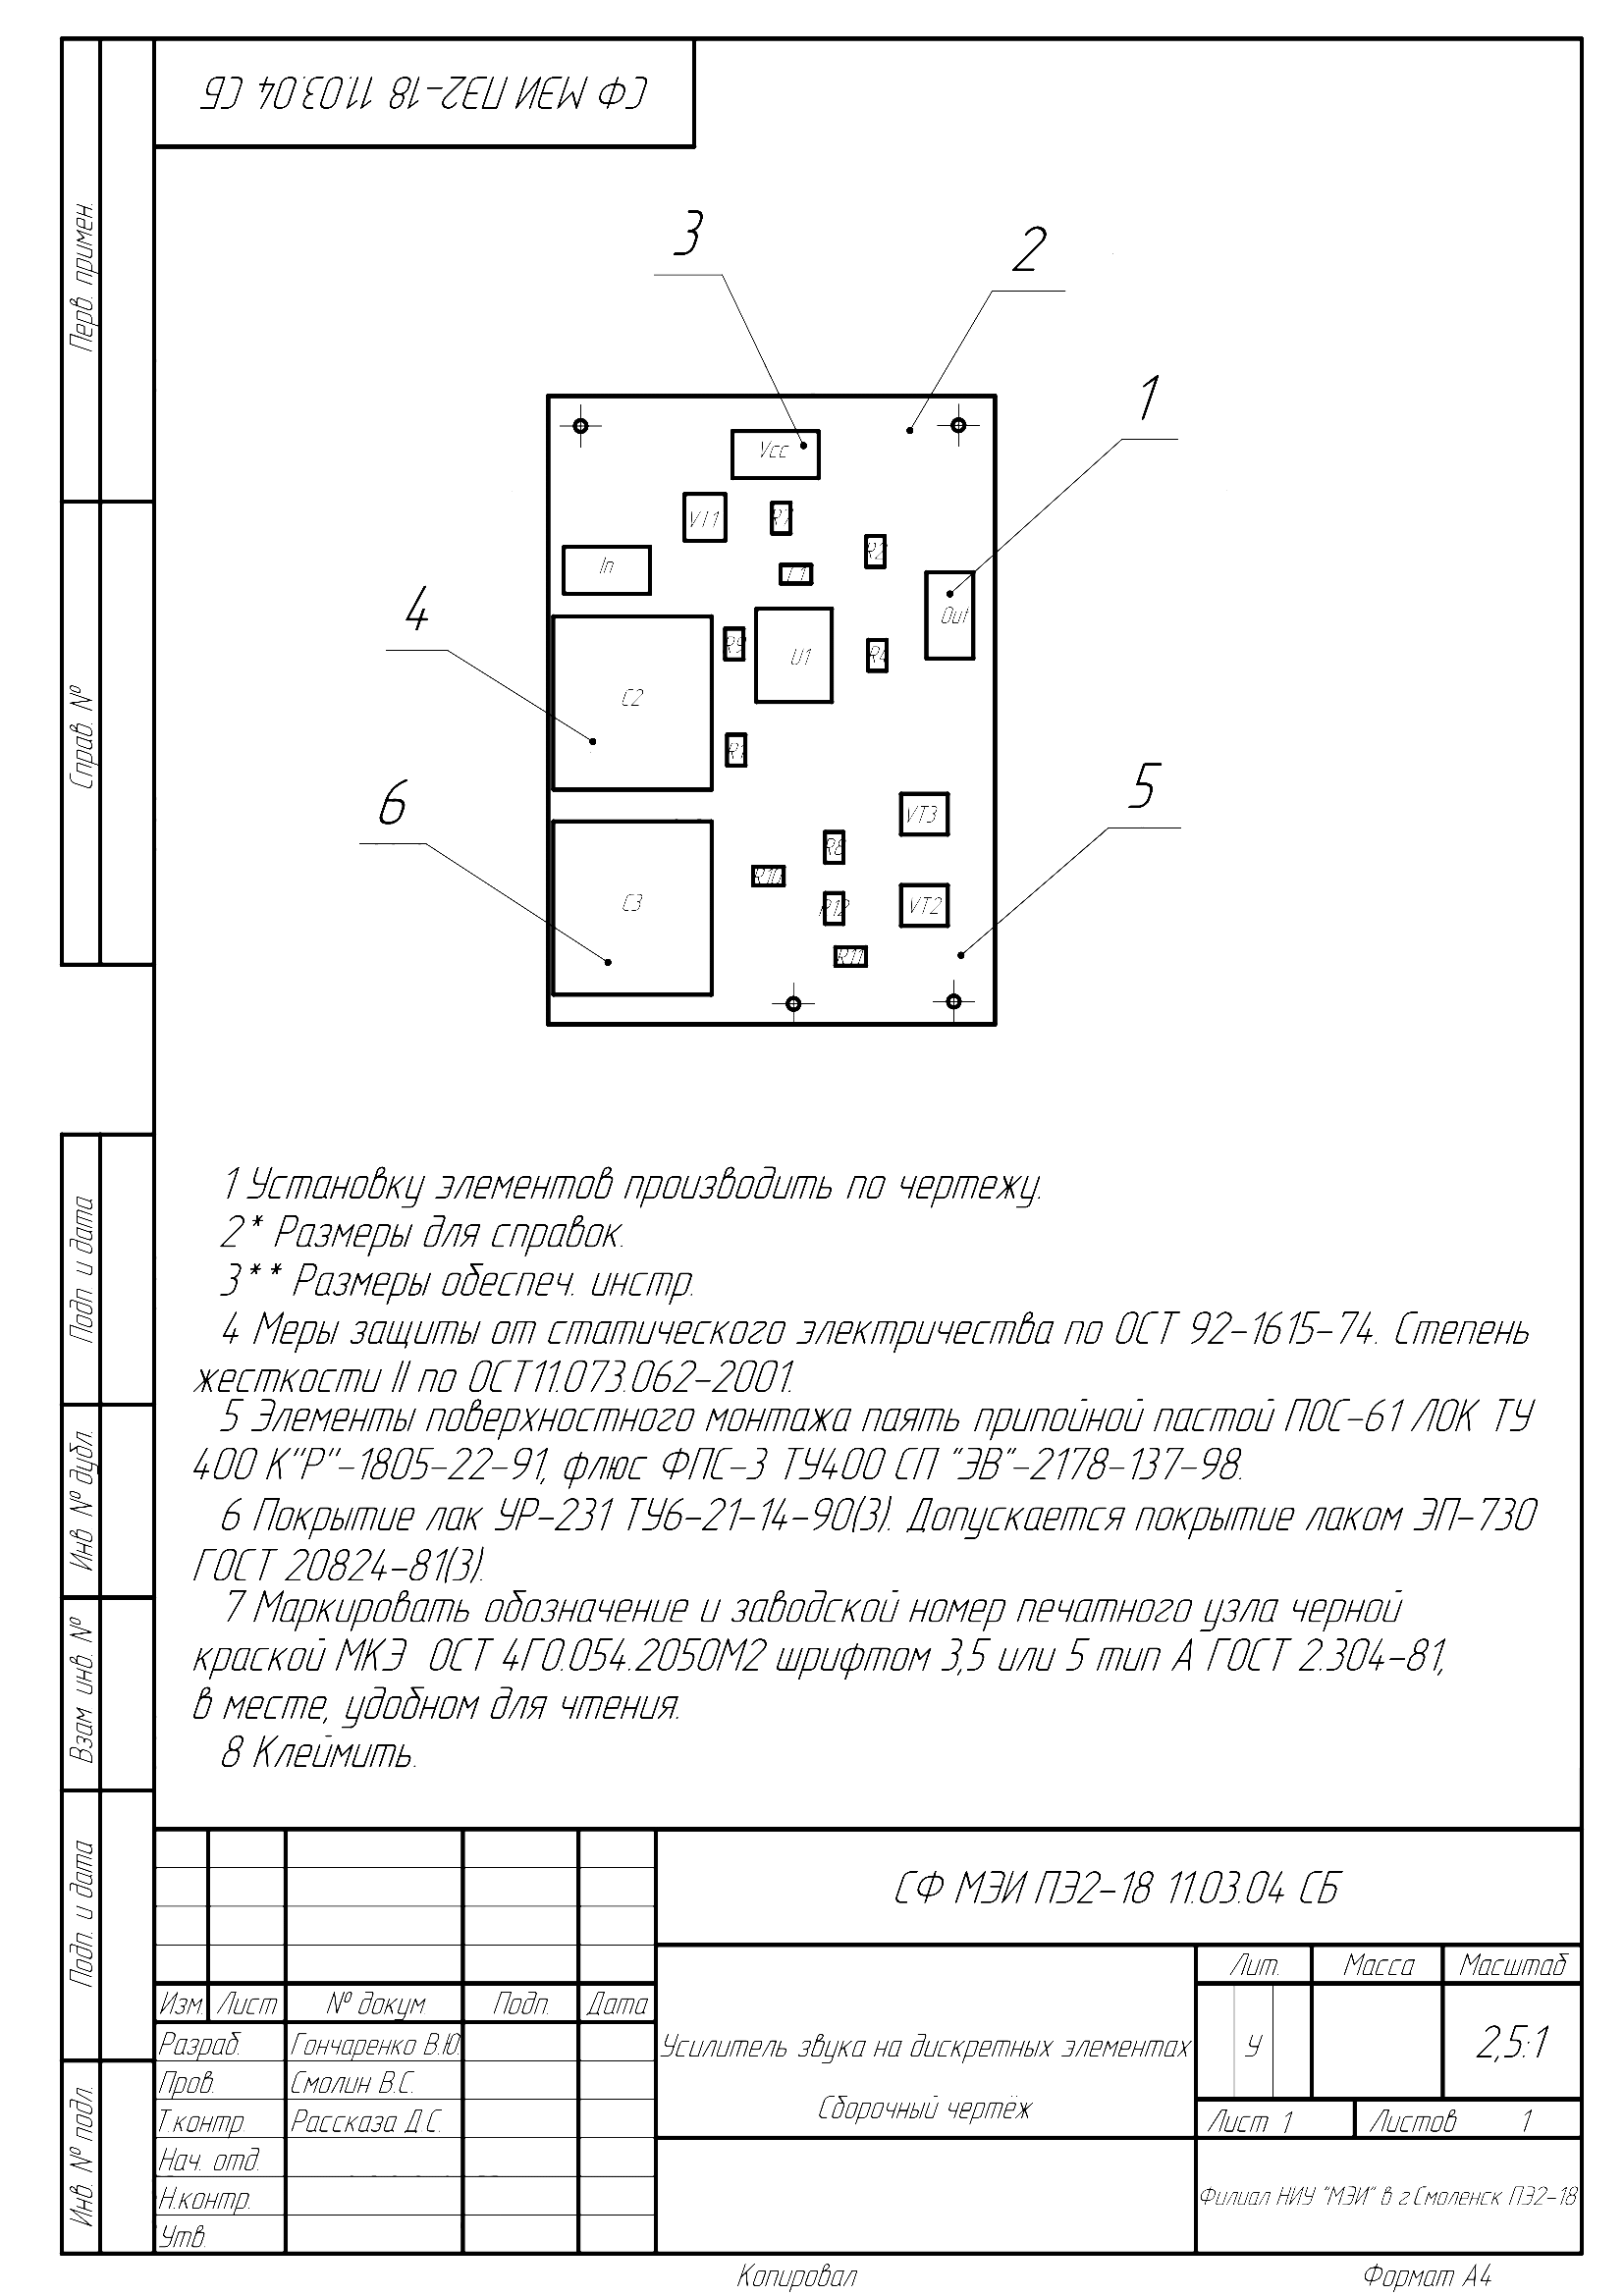 СФ МЭИ ПЭ2-18 11.03.04 СБ
Перв. примен.
Справ. №
Подп. и дата
Инв. № дубл.
Взам. инв. №
Подп. и дата
Инв. № подл.
3
2
1
4
6
5
Vcc
VT1
R7
R2
In
C1
Out
R9
U1
R4
C2
R1
VT3
R8
R10
C3
R12
VT2
R11
1 Установку элементов производить по чертежу.
2* Размеры для справок.
3** Размеры обеспеч. инстр.
4 Меры защиты от статического электричества по ОСТ 92-1615-74. Степень
жесткости II по ОСТ11.073.062-2001.
5 Элементы поверхностного монтажа паять припойной пастой ПОС-61 ЛОК ТУ
400 К"Р"-1805-22-91, флюс ФПС-3 ТУ400 СП "ЭВ"-2178-137-98.
6 Покрытие лак УР-231 ТУ6-21-14-90(3). Допускается покрытие лаком ЭП-730
ГОСТ 20824-81(3).
7 Маркировать обозначение и заводской номер печатного узла черной
краской МКЭ ОСТ 4Г0.054.2050М2 шрифтом 3,5 или 5 тип А ГОСТ 2.304-81,
в месте, удобном для чтения.
8 Клеймить.
СФ МЭИ ПЭ2-18 11.03.04 СБ
Изм. Лист № докум Подп. Дата
Разраб. Гончаренко В.Ю.
Пров. Смолин В.С.
Т.контр. Рассказа Д.С.
Нач. отд.
Н.контр.
Утв.
Усилитель звука на дискретных элементах
Сборочный чертёж
Лит. Масса Масштаб
У 2,5:1
Лист 1 Листов 1
Филиал НИУ "МЭИ" в г Смоленск ПЭ2-18
Копировал Формат А4